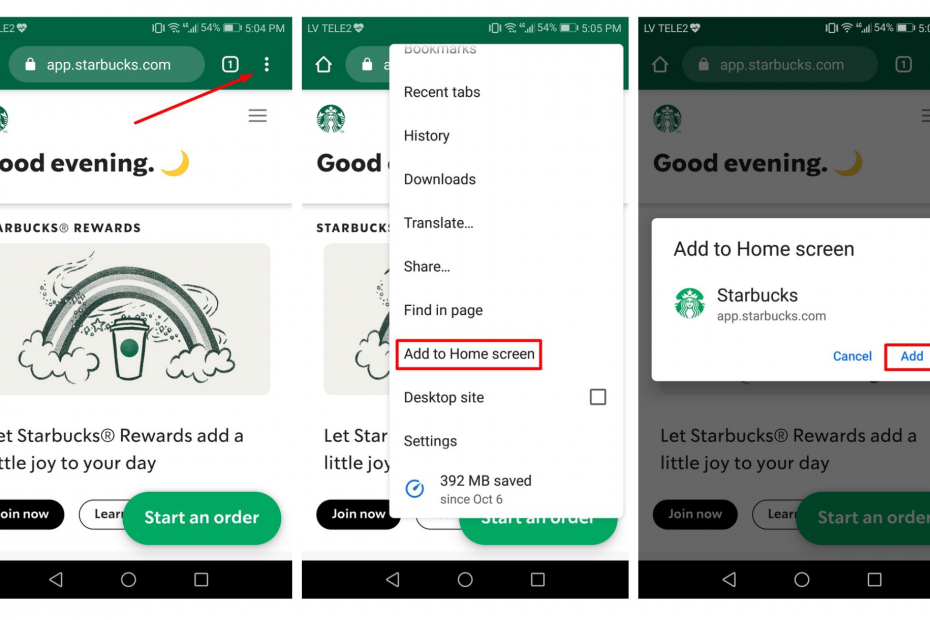 LE2 54% 5:04 PM
app.starbucks.com 1
ood evening.
ARBUCKS® REWARDS
et Starbucks® Rewards add a
ttle joy to your day
oin now
Lear
Start an order
LV TELE2 54% 5:05 PM
a
Good
STARBUCK
Let Star
little joy
Join now
Start an order
Bookmarks
Recent tabs
History
Downloads
Translate...
Share...
Find in page
Add to Home screen
Desktop site
Settings
392 MB saved
since Oct 6
LV TELE2 54% 5:0
app.starbucks.com 1
Good evening.
Add to Home screen
Starbucks
app.starbucks.com
Cancel Add
Let Starbucks® Rewards add a
little joy to your day
Join now
Lear
Start an order